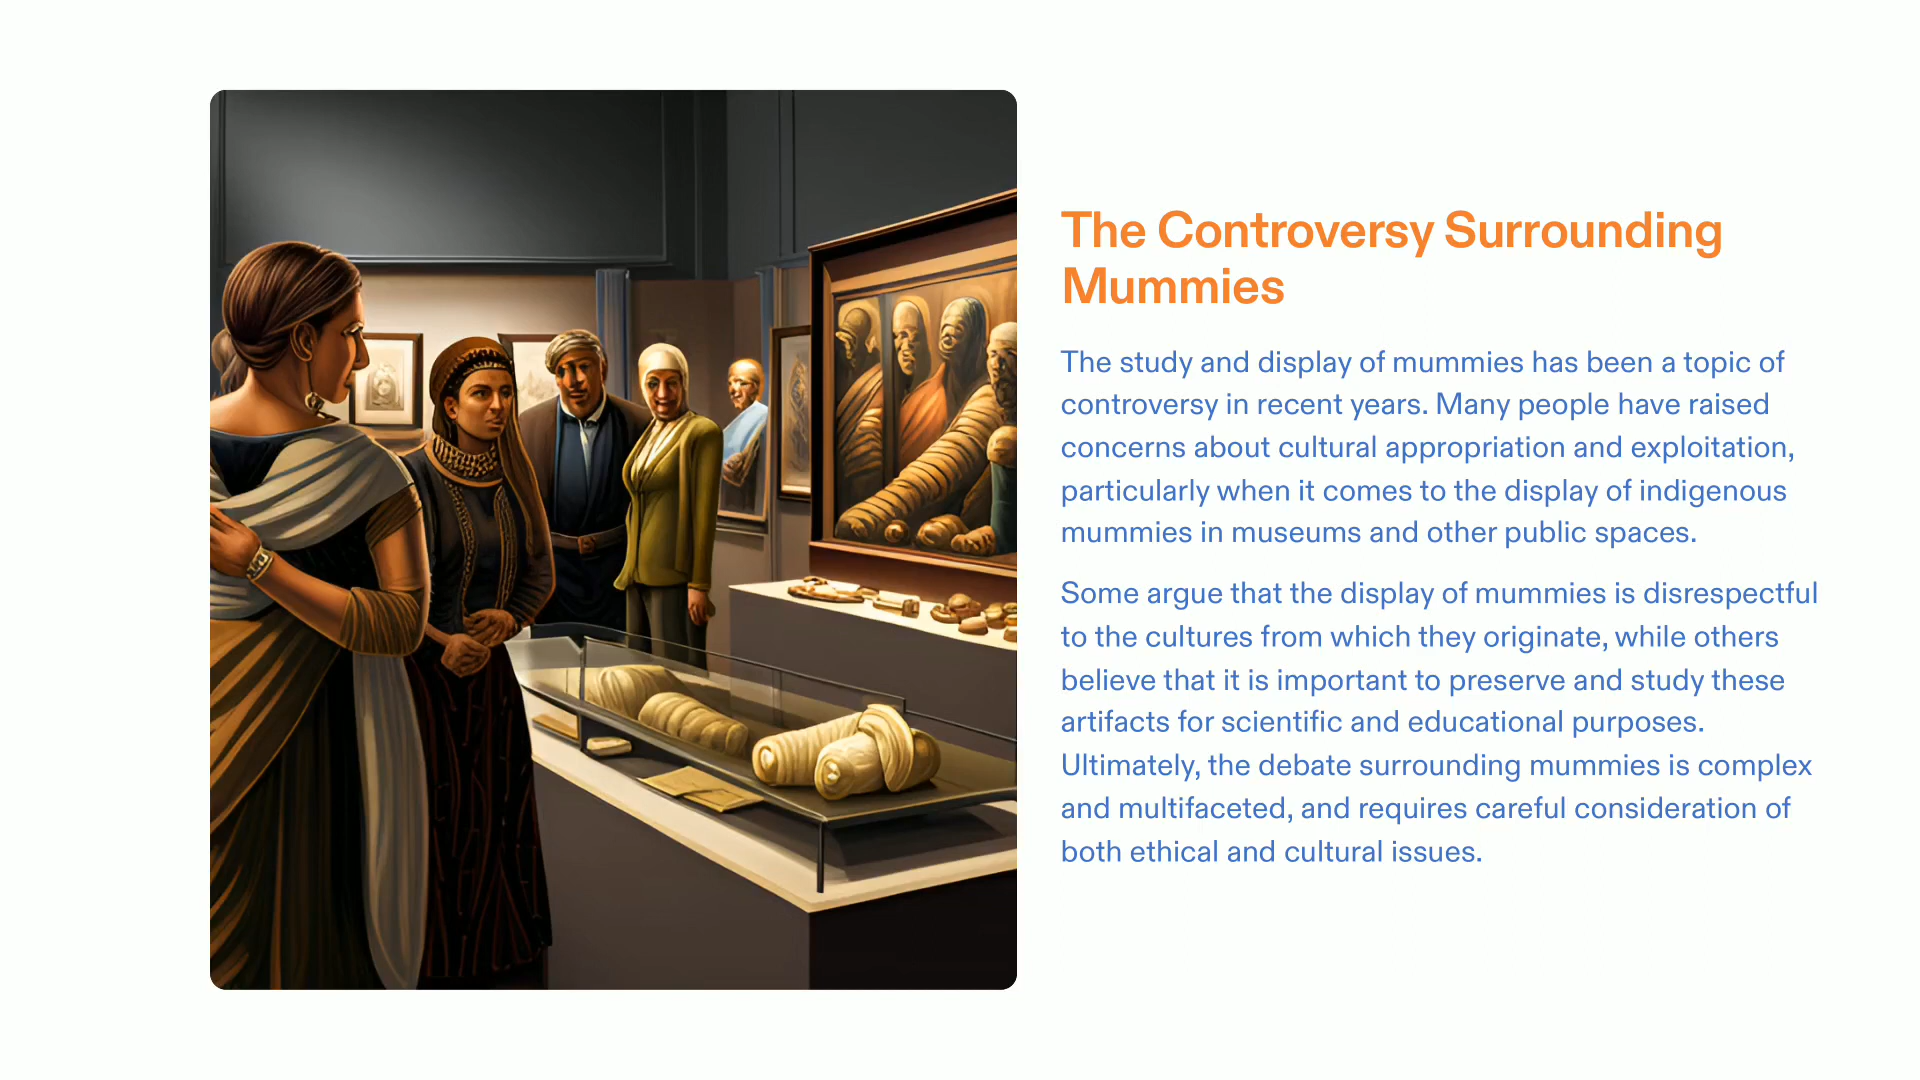 The Controversy Surrounding
Mummies
The study and display of mummies has been a topic of
controversy in recent years. Many people have raised
concerns about cultural appropriation and exploitation,
particularly when it comes to the display of indigenous
mummies in museums and other public spaces.
Some argue that the display of mummies is disrespectful
to the cultures from which they originate, while others
believe that it is important to preserve and study these
artifacts for scientific and educational purposes.
Ultimately, the debate surrounding mummies is complex
and multifaceted, and requires careful consideration of
both ethical and cultural issues.